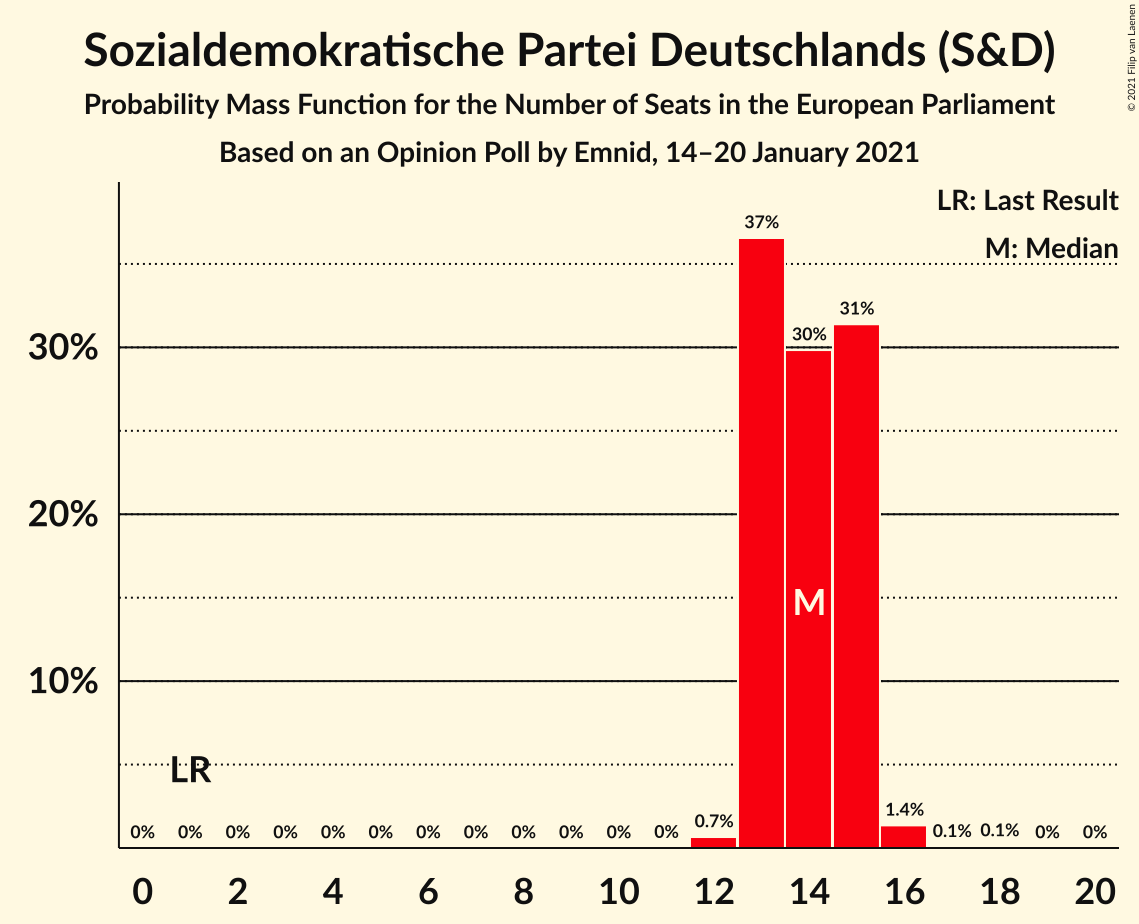 Sozialdemokratische Partei Deutschlands (S&D)
Probability Mass Function for the Number of Seats in the European Parliament
Based on an Opinion Poll by Emnid, 14–20 January 2021
© 2021 Filip van Laenen
LR: Last Result
M: Median
37%
31%
30%
30%
20%
M
10%
LR
0% 0% 0% 0% 0% 0% 0% 0% 0% 0% 0% 0% 0.7% 1.4% 0.1% 0.1% 0% 0%
0 2 4 6 8 10 12 14 16 18 20